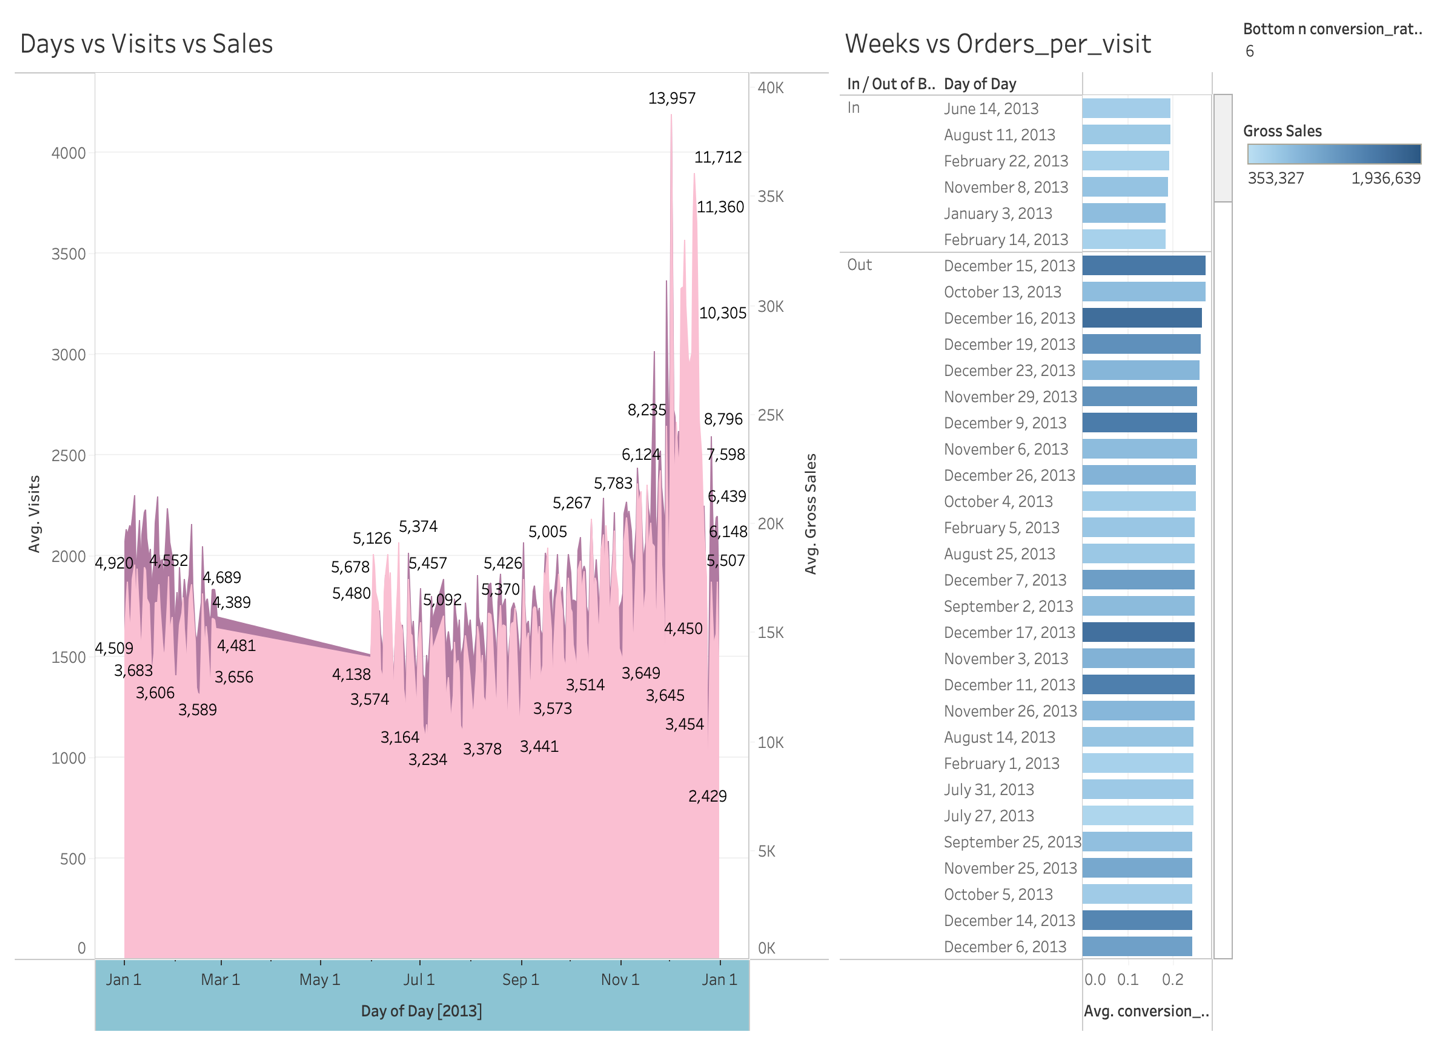 Days vs Visits vs Sales
Avg. Visits
4000
3500
3000
2500
2000
1500
1000
500
0
13,957
11,712
11,360
10,305
8,235
8,796
6,124
7,598
5,783
6,439
5,267
5,374
5,126
5,005
6,148
4,920
4,552
5,678
5,457
5,426
5,507
4,689
5,480
5,092
5,370
4,389
4,450
4,509
4,481
3,683
3,656
4,138
3,649
3,606
3,574
3,514
3,645
3,589
3,573
3,454
3,164
3,234
3,378
3,441
2,429
40K
35K
30K
25K
20K
15K
10K
5K
0K
Avg. Gross Sales
Jan 1 Mar 1 May 1 Jul 1 Sep 1 Nov 1 Jan 1
Day of Day [2013]
Weeks vs Orders_per_visit
In / Out of B.. Day of Day
In June 14, 2013
August 11, 2013
February 22, 2013
November 8, 2013
January 3, 2013
February 14, 2013
Out December 15, 2013
October 13, 2013
December 16, 2013
December 19, 2013
December 23, 2013
November 29, 2013
December 9, 2013
November 6, 2013
December 26, 2013
October 4, 2013
February 5, 2013
August 25, 2013
December 7, 2013
September 2, 2013
December 17, 2013
November 3, 2013
December 11, 2013
November 26, 2013
August 14, 2013
February 1, 2013
July 31, 2013
July 27, 2013
September 25, 2013
November 25, 2013
October 5, 2013
December 14, 2013
December 6, 2013
0.0 0.1 0.2
Avg. conversion_..
Bottom n conversion_rat..
6
Gross Sales
353,327 1,936,639